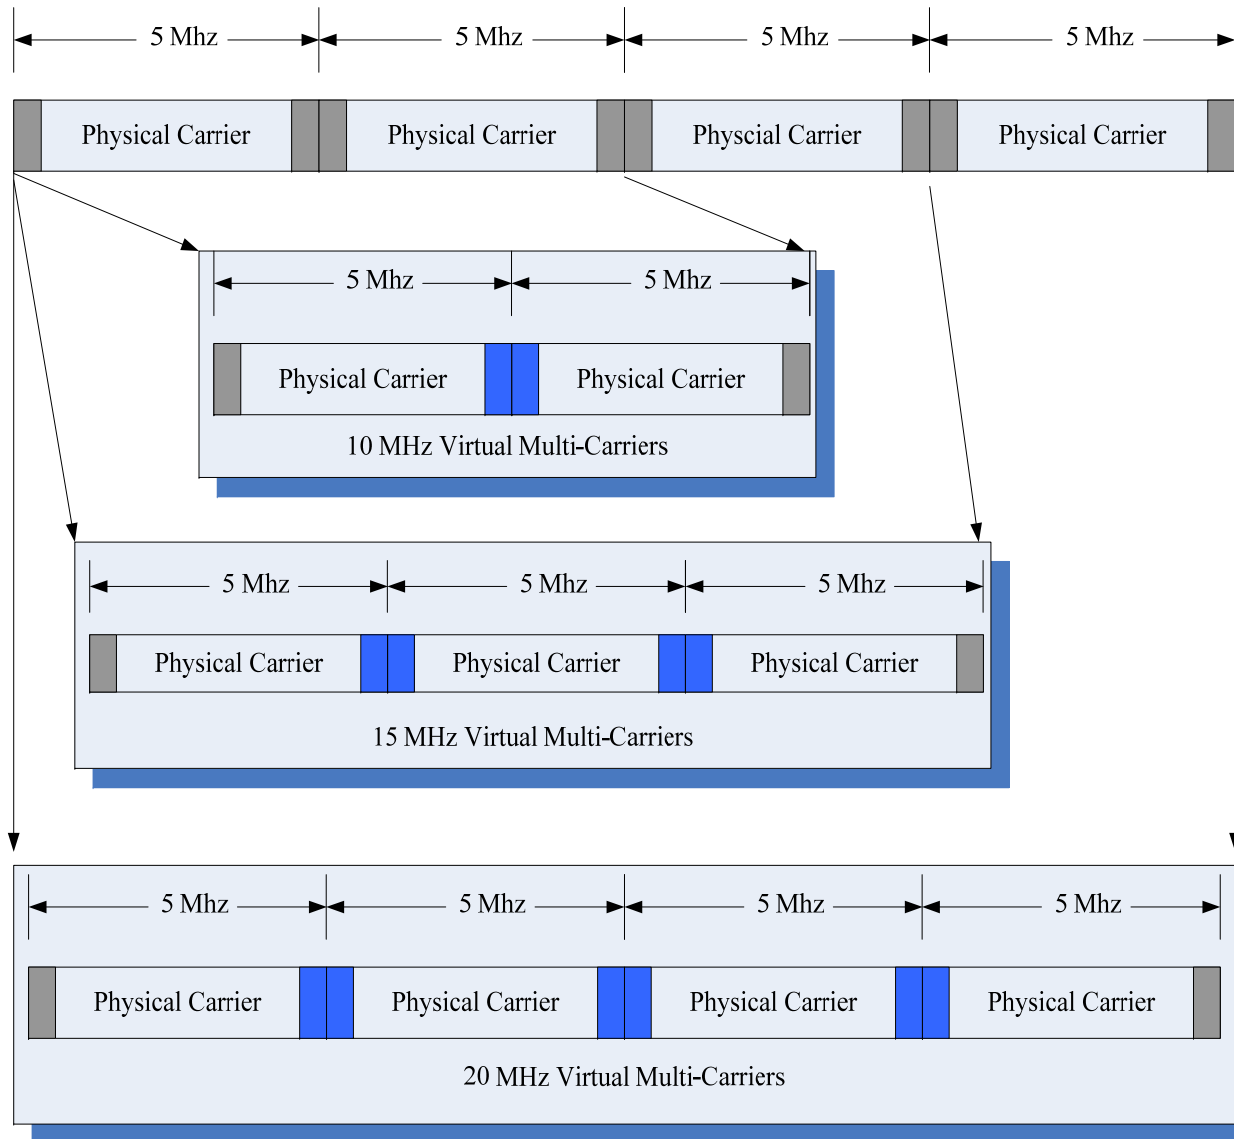 5 Mhz 5 Mhz 5 Mhz 5 Mhz
Physical Carrier Physical Carrier Physcial Carrier Physical Carrier
5 Mhz 5 Mhz
Physical Carrier Physical Carrier
10 MHz Virtual Multi-Carriers
5 Mhz 5 Mhz 5 Mhz
Physical Carrier Physical Carrier Physical Carrier
15 MHz Virtual Multi-Carriers
5 Mhz 5 Mhz 5 Mhz 5 Mhz
Physical Carrier Physical Carrier Physical Carrier Physical Carrier
20 MHz Virtual Multi-Carriers